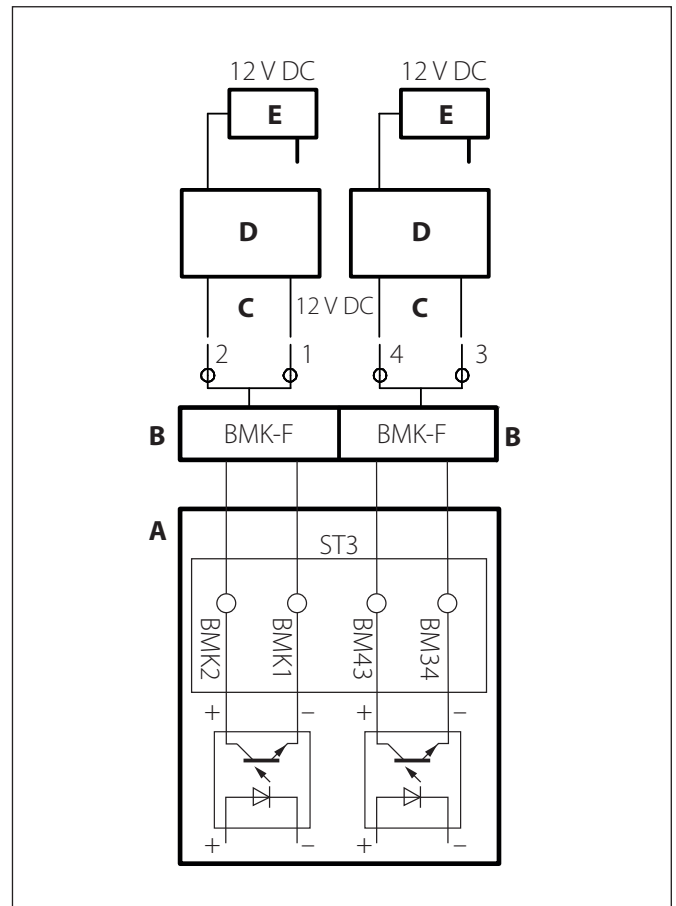 12 V DC 12 V DC
E E
D D
C 12 V DC C
2 1 4 3
B BMK-F BMK-F B
A
ST3
BMK2 BMK1 BM43 BM34
+ − + −
+ − + −